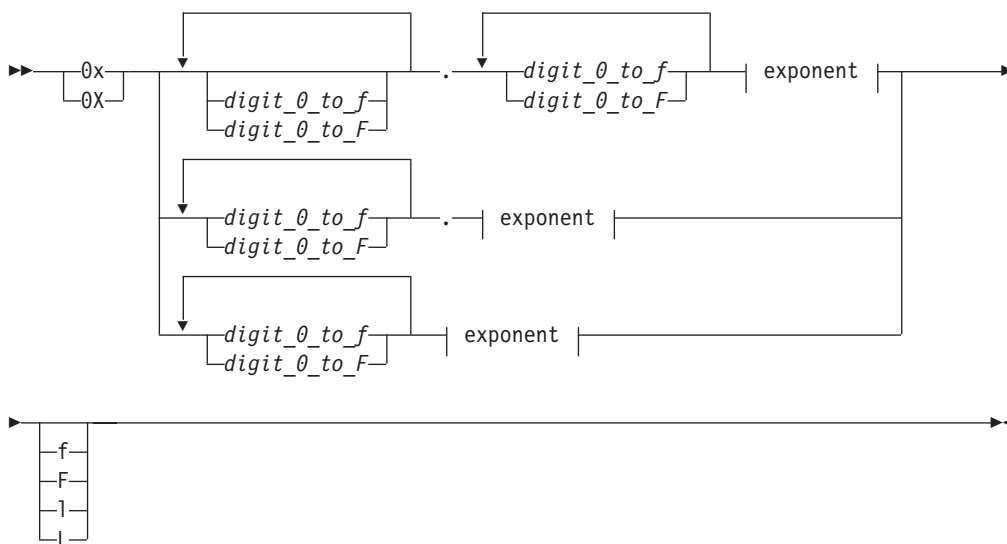 0x
0X
digit_0_to_f
digit_0_to_F
.
digit_0_to_f
digit_0_to_F
exponent
digit_0_to_f
digit_0_to_F
.
exponent
digit_0_to_f
digit_0_to_F
exponent
f
F
l
L